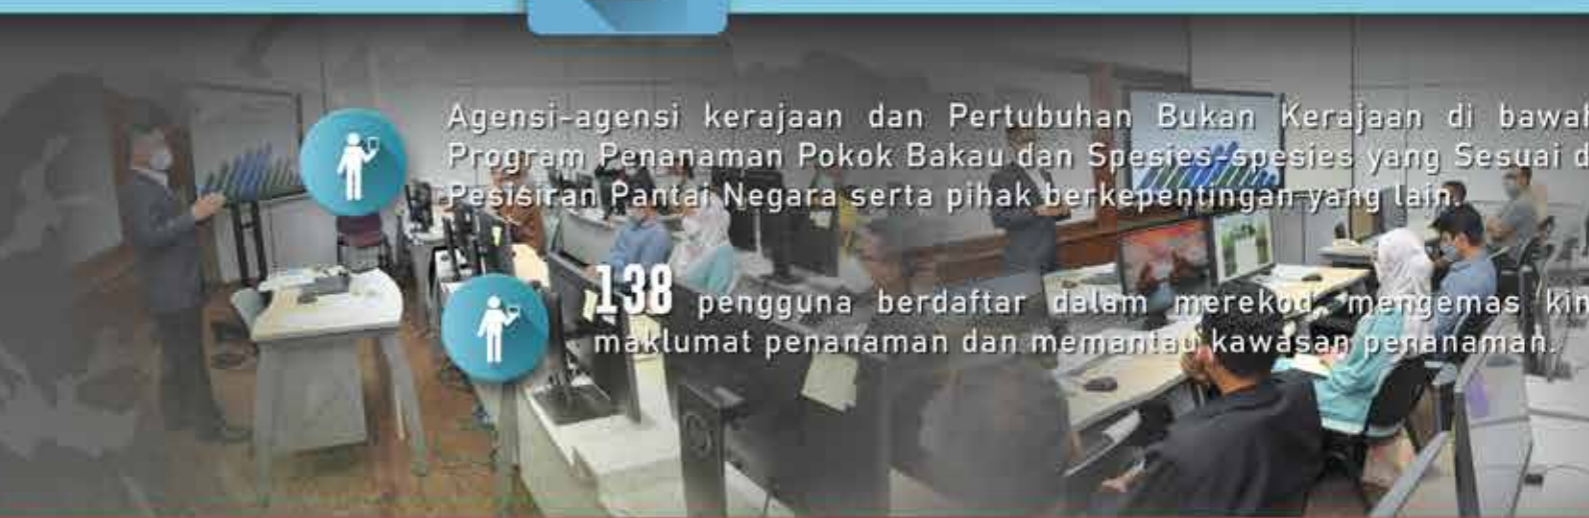 Agensi-agensi kerajaan dan Pertubuhan Bukan Kerajaan di bawah
Program Penanaman Pokok Bakau dan Spesies-spesies yang Sesuai d
Pesisiran Pantai Negara serta pihak berkepentingan yang lain.
138 pengguna berdaftar dalam merekod, mengemas kin
maklumat penanaman dan memantau kawasan penanaman.